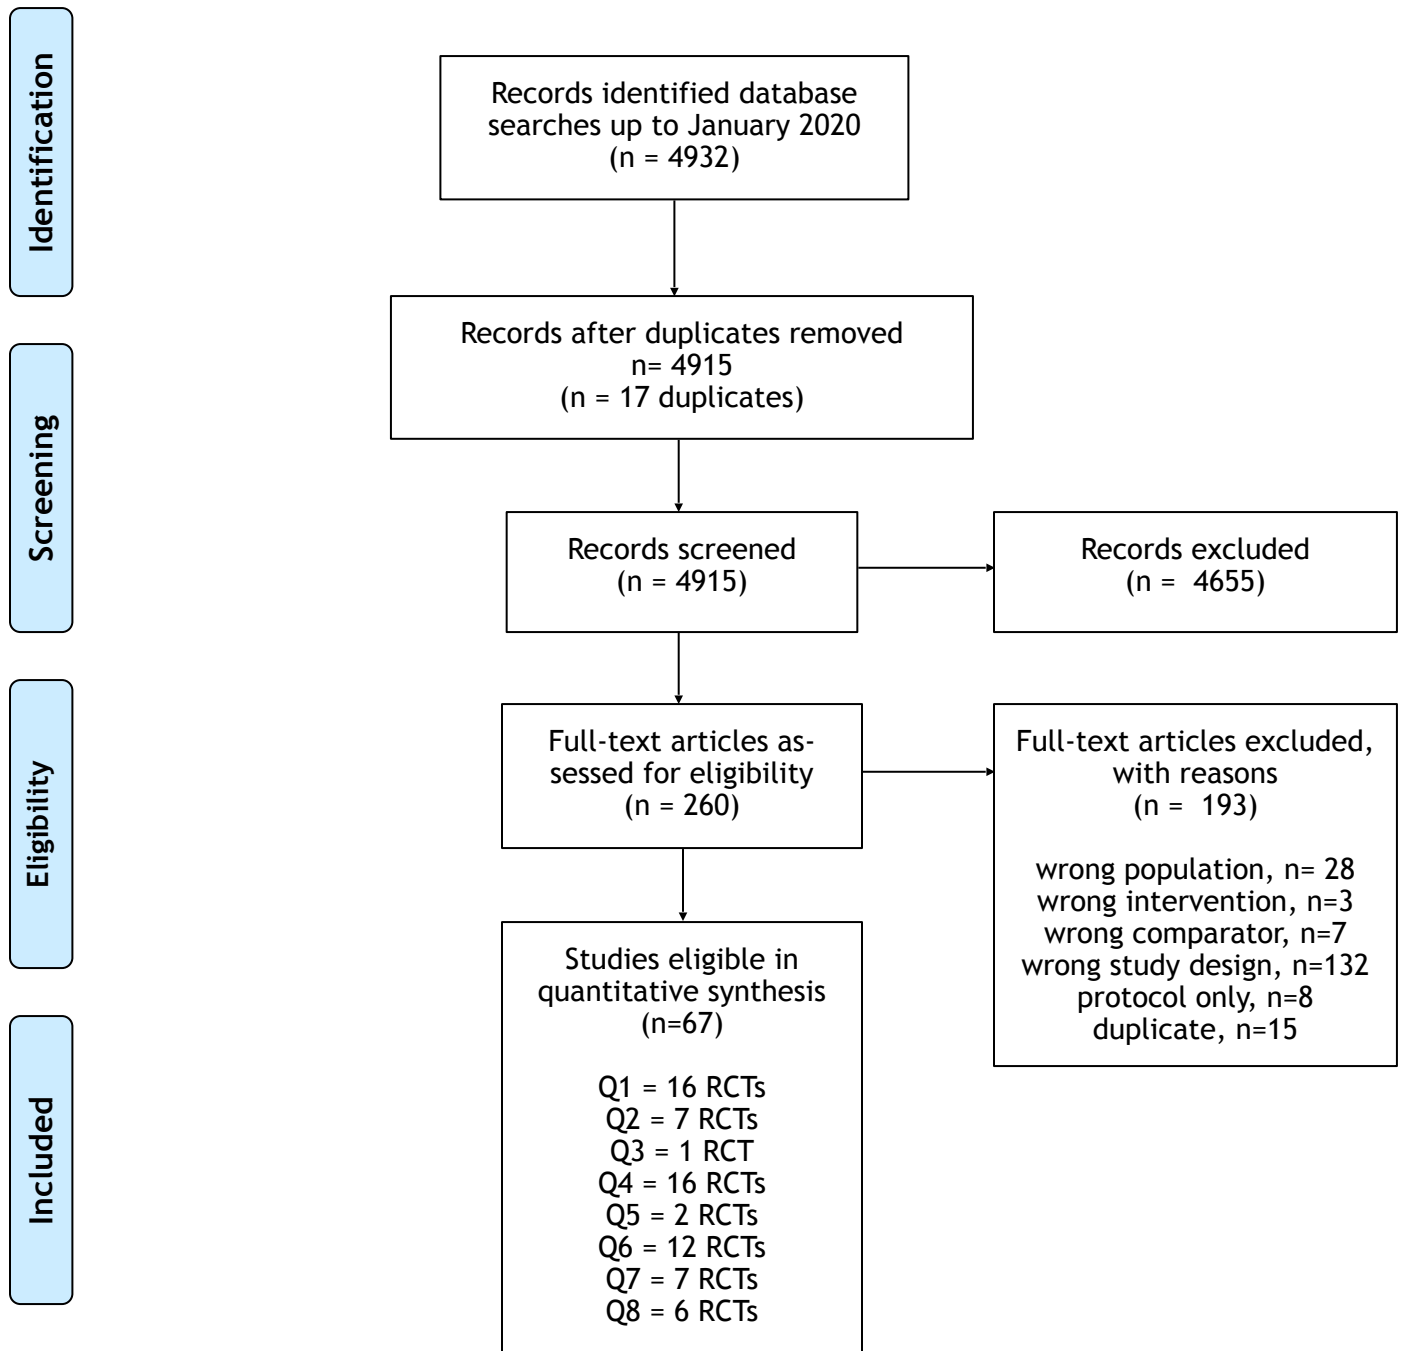 Identification
Records identified database
searches up to January 2020
(n = 4932)
Records after duplicates removed
n= 4915
(n = 17 duplicates)
Screening
Records screened
(n = 4915)
Records excluded
(n =  4655)
Eligibility
Full-text articles as-
sessed for eligibility
(n = 260)
Full-text articles excluded,
with reasons
(n =  193)
wrong population, n= 28
wrong intervention, n=3
wrong comparator, n=7
wrong study design, n=132
protocol only, n=8
duplicate, n=15
Included
Studies eligible in
quantitative synthesis
(n=67)
Q1 = 16 RCTs
Q2 = 7 RCTs
Q3 = 1 RCT
Q4 = 16 RCTs
Q5 = 2 RCTs
Q6 = 12 RCTs
Q7 = 7 RCTs
Q8 = 6 RCTs